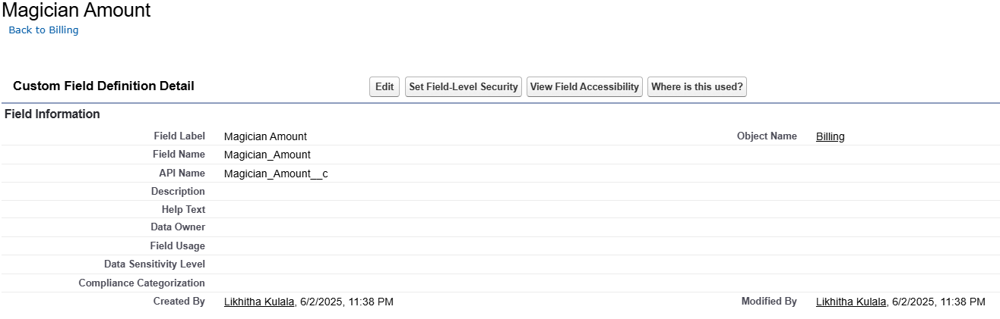 Magician Amount
Back to Billing
Custom Field Definition Detail Edit Set Field-Level Security View Field Accessibility Where is this used?
Field Information
Field Label Magician Amount Object Name Billing
Field Name Magician_Amount
API Name Magician_Amount__c
Description
Help Text
Data Owner
Field Usage
Data Sensitivity Level
Compliance Categorization
Created By Likhitha Kulala, 6/2/2025, 11:38 PM Modified By Likhitha Kulala, 6/2/2025, 11:38 PM